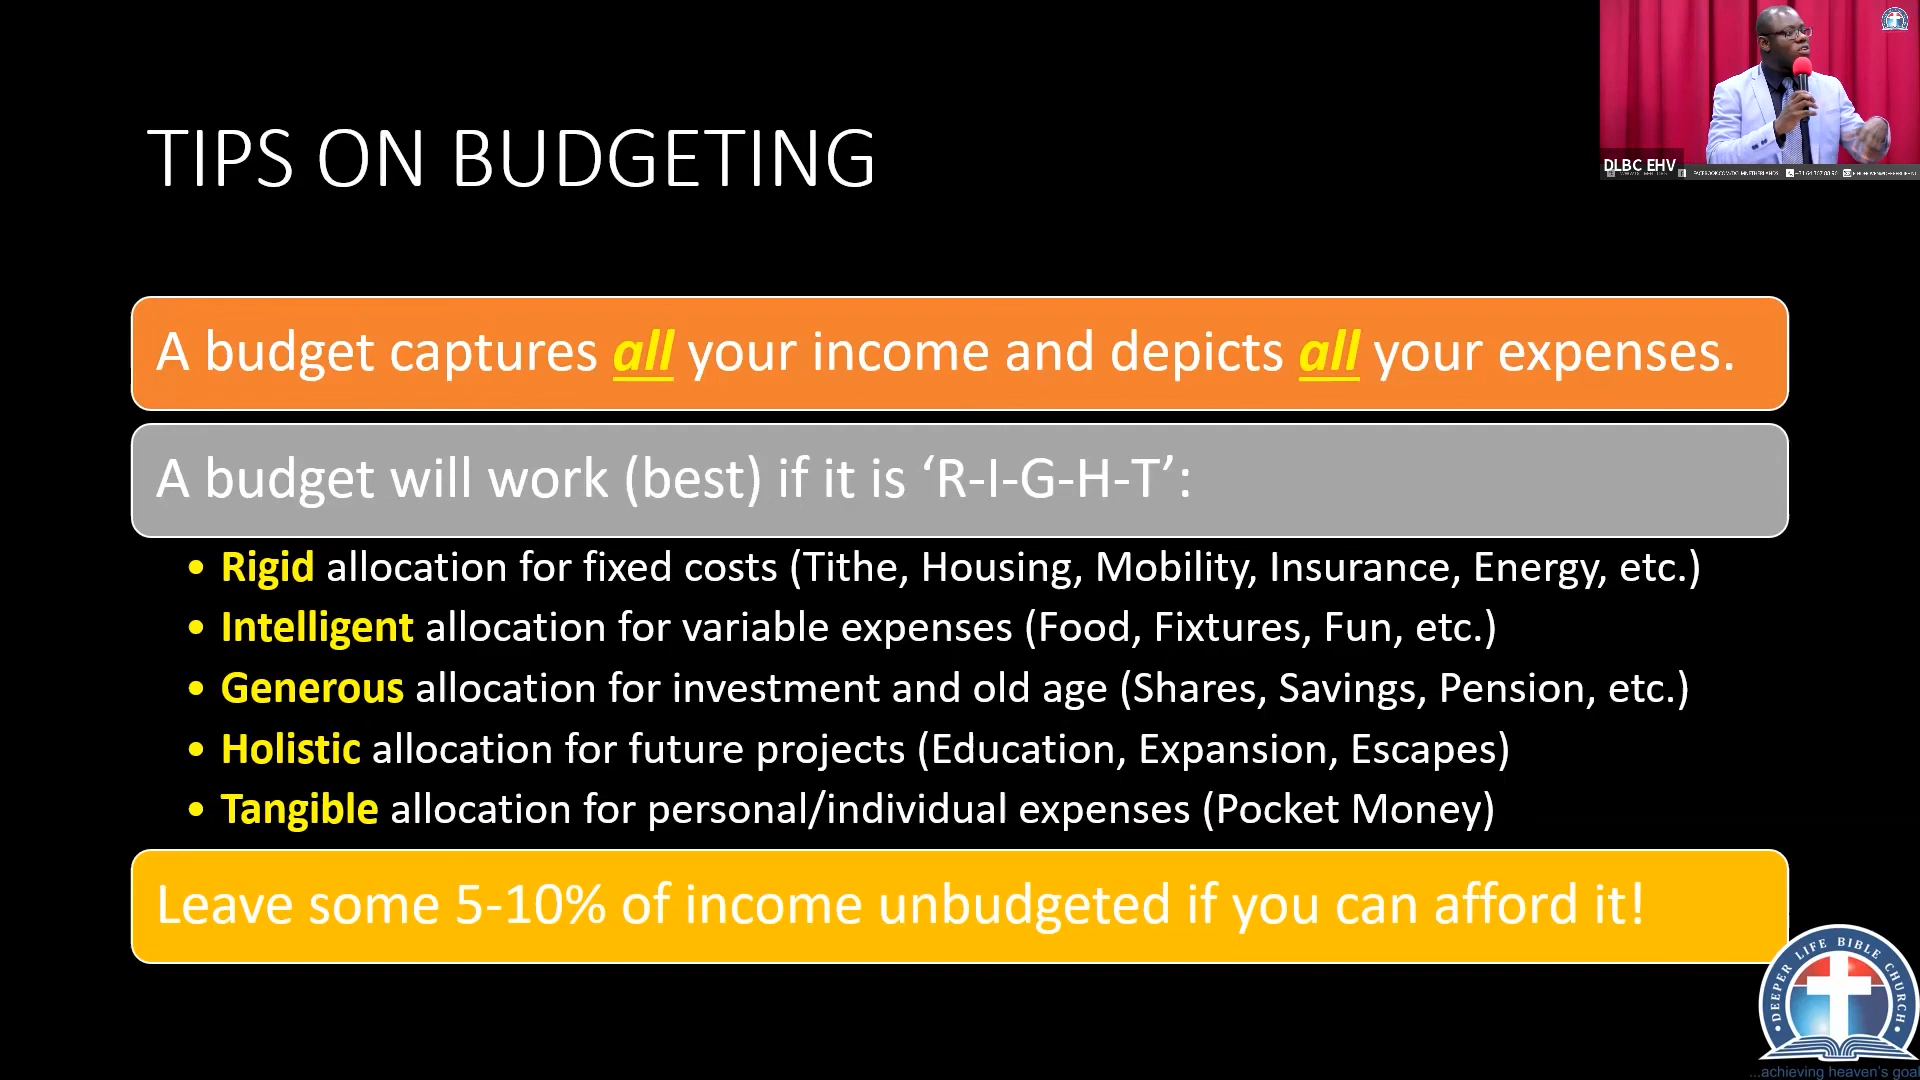 TIPS ON BUDGETING
DLBC EHV
A budget captures all your income and depicts all your expenses.
A budget will work (best) if it is ‘R-I-G-H-T’:
• Rigid allocation for fixed costs (Tithe, Housing, Mobility, Insurance, Energy, etc.)
• Intelligent allocation for variable expenses (Food, Fixtures, Fun, etc.)
• Generous allocation for investment and old age (Shares, Savings, Pension, etc.)
• Holistic allocation for future projects (Education, Expansion, Escapes)
• Tangible allocation for personal/individual expenses (Pocket Money)
Leave some 5-10% of income unbudgeted if you can afford it!
• DEEPER LIFE BIBLE CHURCH •
...achieving heaven's goal